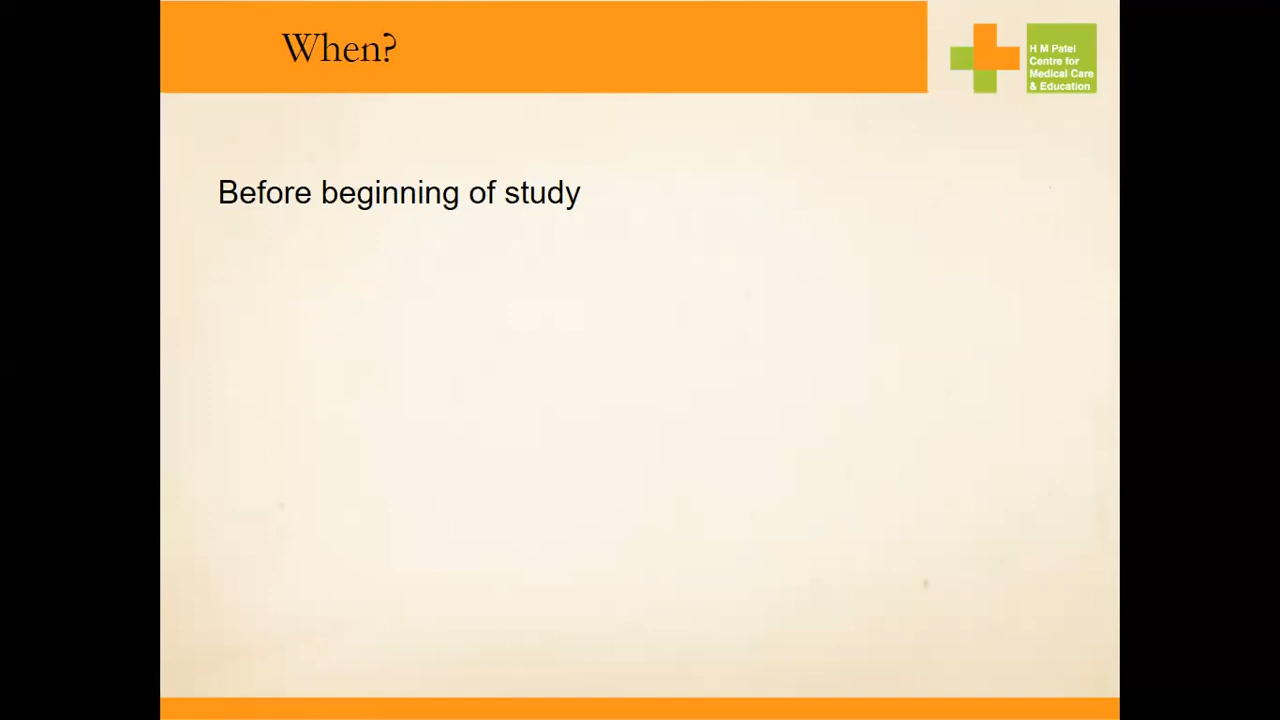 When?
H M Patel
Centre for
Medical Care
& Education
Before beginning of study